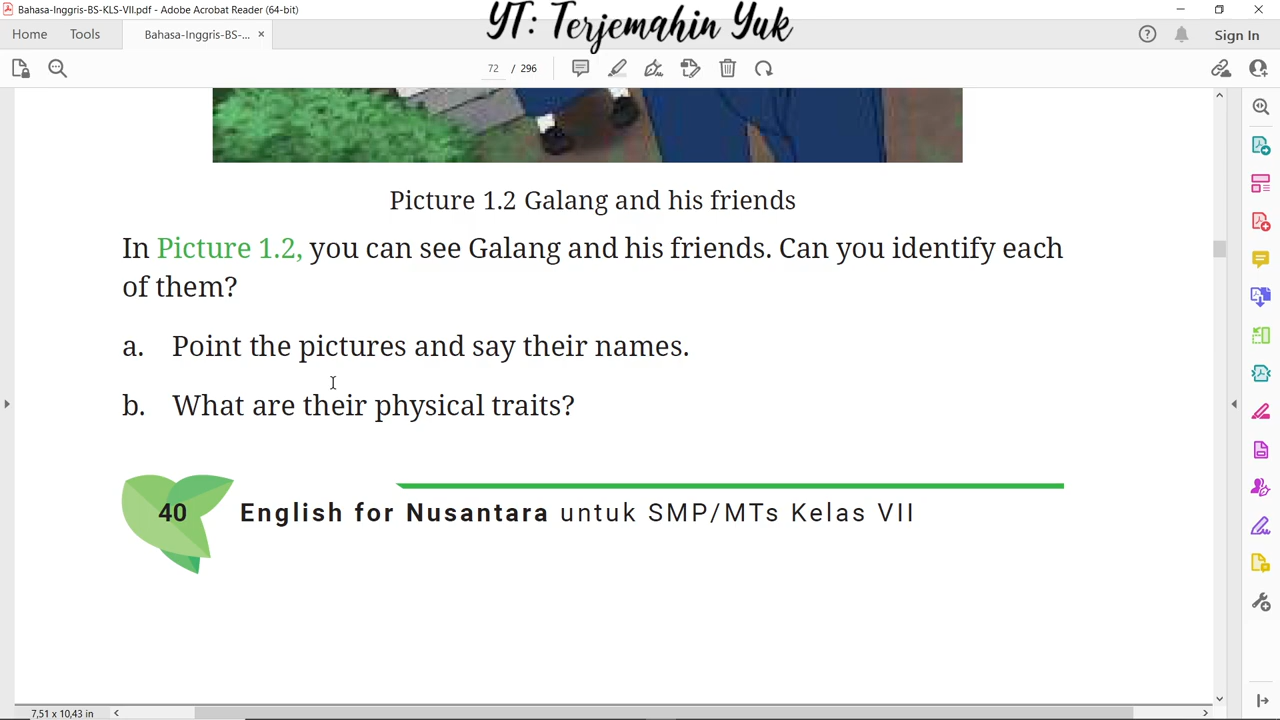 Bahasa-Inggris-BS-KLS-VII.pdf - Adobe Acrobat Reader (64-bit)
YT: Terjemahin Yuk
Home Tools Bahasa-Inggris-BS-... × Sign In
72 / 296
Picture 1.2 Galang and his friends
In Picture 1.2, you can see Galang and his friends. Can you identify each
of them?
a. Point the pictures and say their names.
b. What are their physical traits?
40 English for Nusantara untuk SMP/MTs Kelas VII
7,51 x 10,43 in